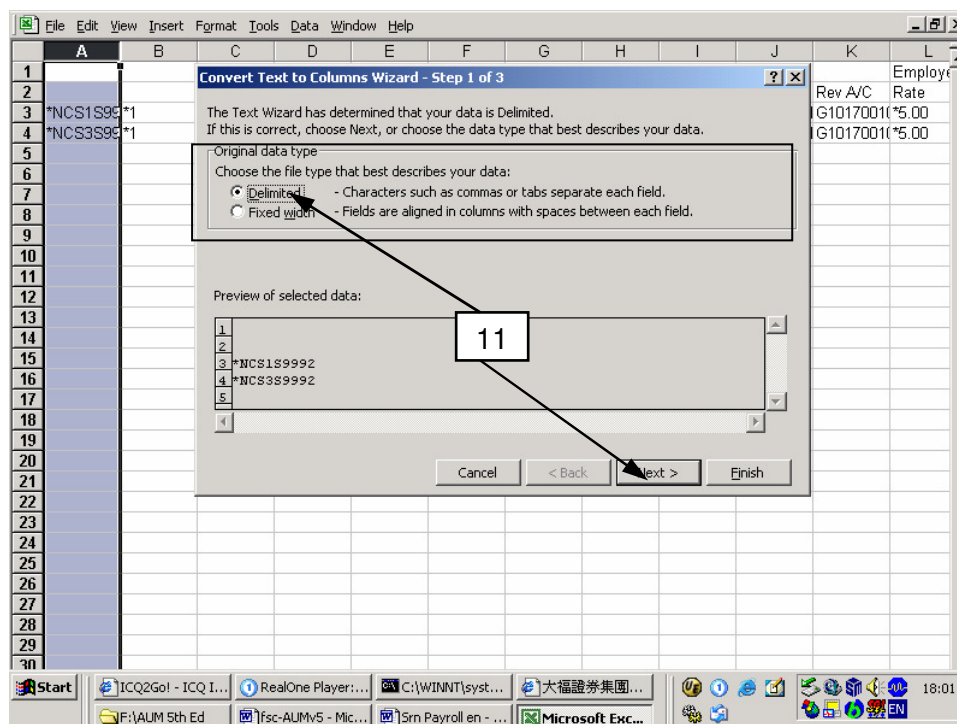 File Edit View Insert Format Tools Data Window Help
A B C D E F G H I J K L
1 Employe
2 Rev A/C Rate
3 *NCS1S99 *1 G1017001( *5.00
4 *NCS3S99 *1 G1017001( *5.00
5
6
7
8
9
10
11
12
13
14
15
16
17
18
19
20
21
22
23
24
25
26
27
28
29
30
Convert Text to Columns Wizard - Step 1 of 3
The Text Wizard has determined that your data is Delimited.
If this is correct, choose Next, or choose the data type that best describes your data.
Original data type
Choose the file type that best describes your data:
Delimited - Characters such as commas or tabs separate each field.
Fixed width - Fields are aligned in columns with spaces between each field.
Preview of selected data:
1
2
3 *NCS1S9992
4 *NCS3S9992
5
11
Cancel < Back Next > Finish
Start ICQ2Go! - ICQ I... RealOne Player:... C:\WINNT\syst... 大福證券集團... 18:01
F:\AUM 5th Ed fsc-AUMv5 - Mic... Srn Payroll en - ... Microsoft Exc... EN